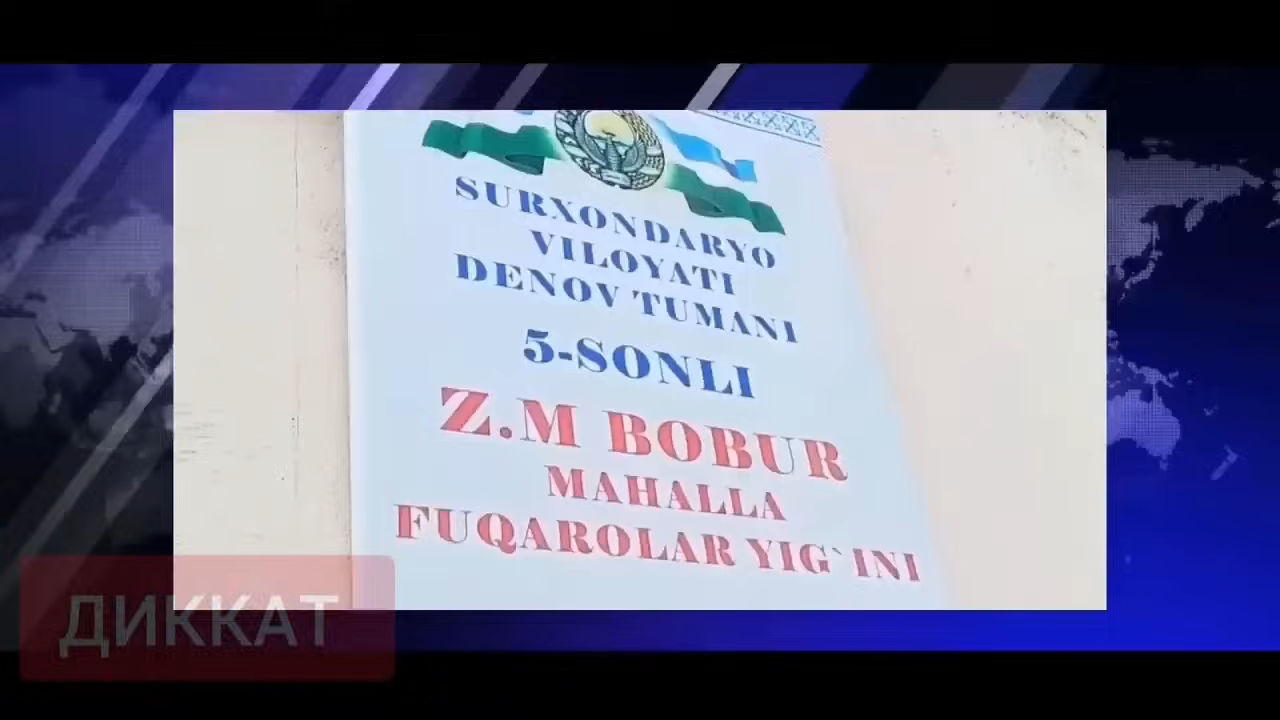 SURXONDARYO
VILOYATI
DENOV TUMANI
5-SONLI
Z.M BOBUR
MAHALLA
FUQAROLAR YIG`INI
ДИККАТ